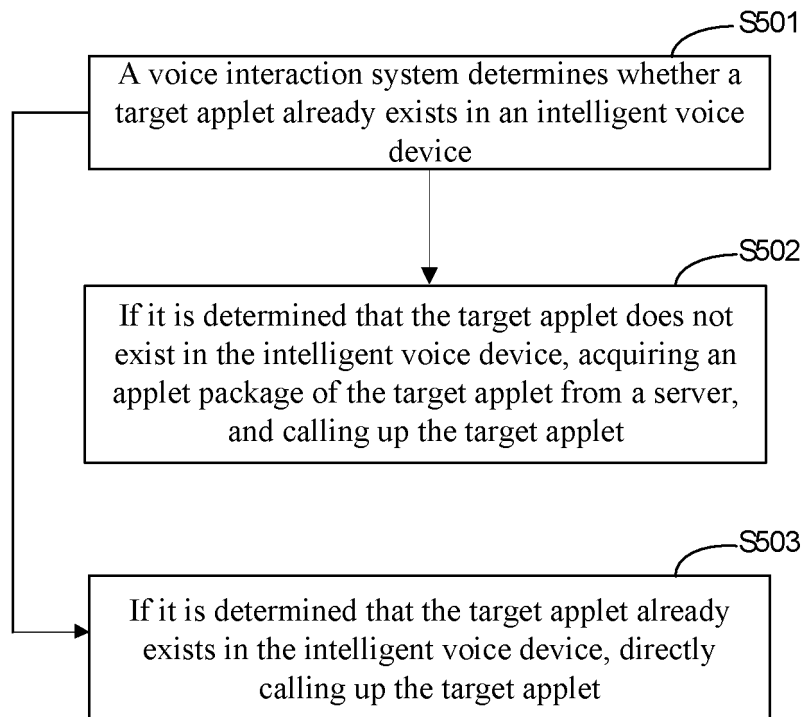 S501
A voice interaction system determines whether a
target applet already exists in an intelligent voice
device
S502
If it is determined that the target applet does not
exist in the intelligent voice device, acquiring an
applet package of the target applet from a server,
and calling up the target applet
S503
If it is determined that the target applet already
exists in the intelligent voice device, directly
calling up the target applet